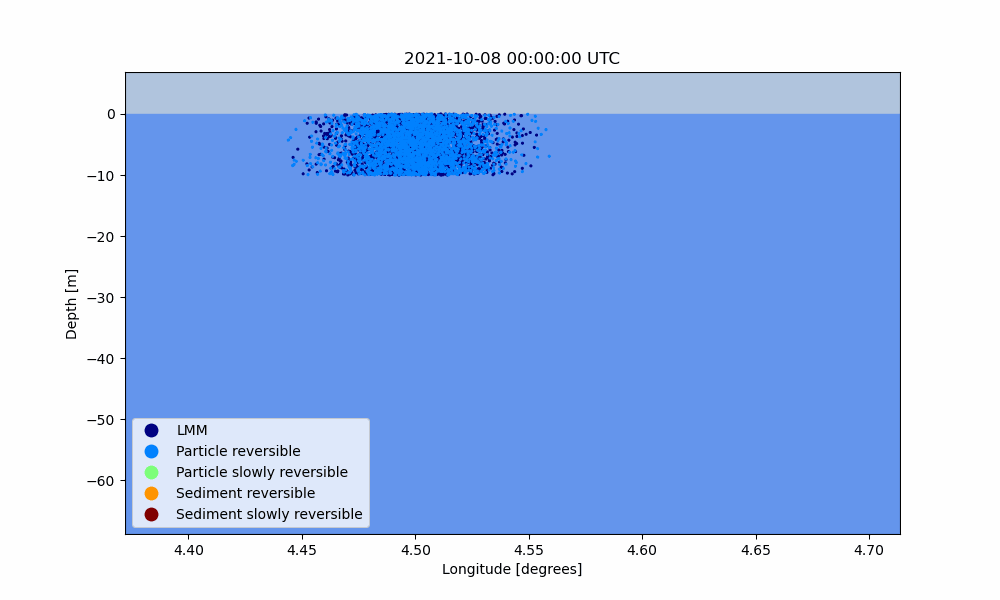 2021-10-08 00:00:00 UTC
0
−10
−20
−30
−40
−50
−60
Depth [m]
LMM
Particle reversible
Particle slowly reversible
Sediment reversible
Sediment slowly reversible
4.40 4.45 4.50 4.55 4.60 4.65 4.70
Longitude [degrees]